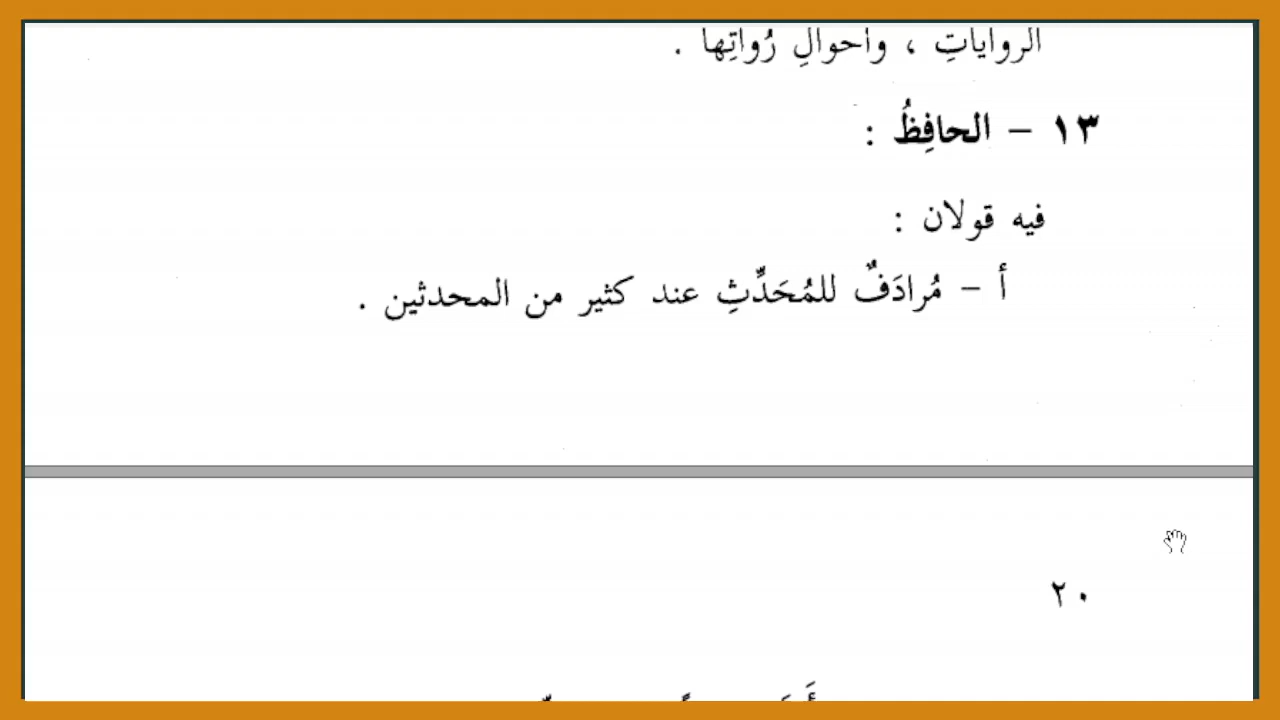 الرواياتِ ، وأحوالِ رُواتِها .
١٣ – الحافِظُ :
فيه قولان :
أ – مُرادَفٌ للمُحَدِّثِ عند كثير من المحدثين .
٢٠